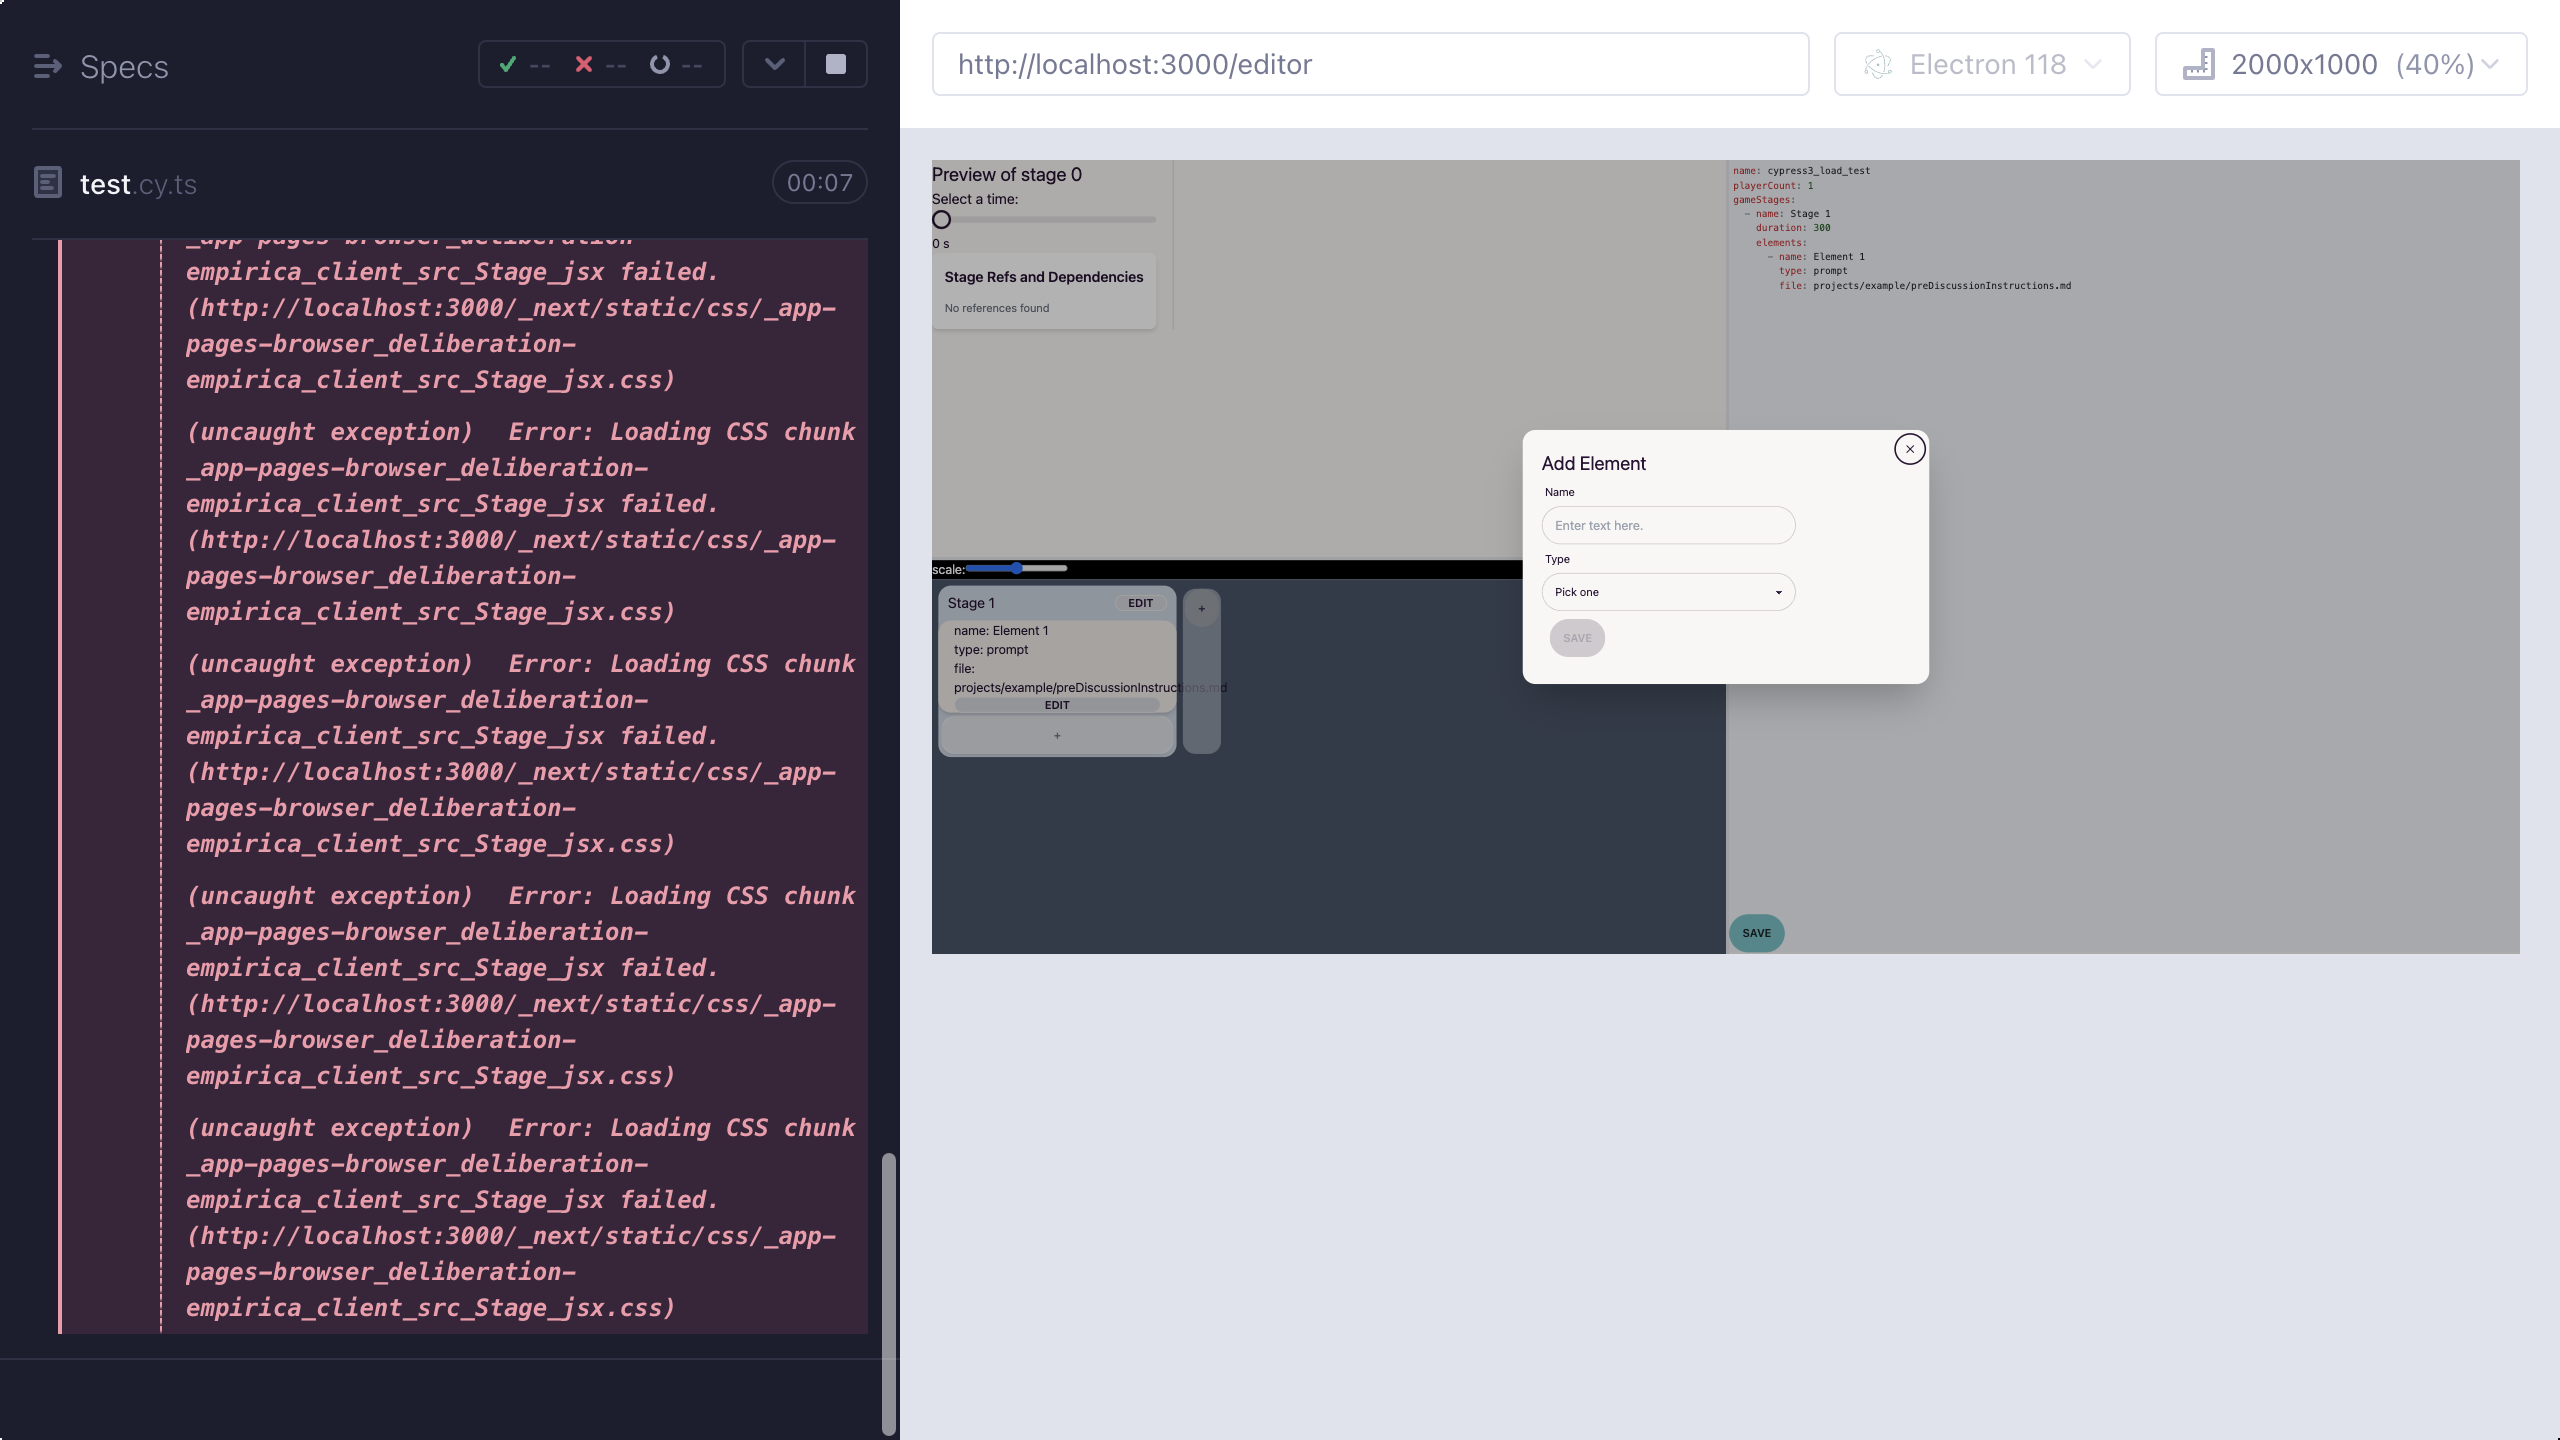 Specs
-- -- --
test.cy.ts
00:07
_app-pages-browser_deliberation-
empirica_client_src_Stage_jsx failed.
(http://localhost:3000/_next/static/css/_app-
pages-browser_deliberation-
empirica_client_src_Stage_jsx.css)
(uncaught exception) Error: Loading CSS chunk
_app-pages-browser_deliberation-
empirica_client_src_Stage_jsx failed.
(http://localhost:3000/_next/static/css/_app-
pages-browser_deliberation-
empirica_client_src_Stage_jsx.css)
(uncaught exception) Error: Loading CSS chunk
_app-pages-browser_deliberation-
empirica_client_src_Stage_jsx failed.
(http://localhost:3000/_next/static/css/_app-
pages-browser_deliberation-
empirica_client_src_Stage_jsx.css)
(uncaught exception) Error: Loading CSS chunk
_app-pages-browser_deliberation-
empirica_client_src_Stage_jsx failed.
(http://localhost:3000/_next/static/css/_app-
pages-browser_deliberation-
empirica_client_src_Stage_jsx.css)
(uncaught exception) Error: Loading CSS chunk
_app-pages-browser_deliberation-
empirica_client_src_Stage_jsx failed.
(http://localhost:3000/_next/static/css/_app-
pages-browser_deliberation-
empirica_client_src_Stage_jsx.css)
http://localhost:3000/editor
Electron 118
2000x1000 (40%)
Preview of stage 0
Select a time:
0 s
Stage Refs and Dependencies
No references found
scale:
Stage 1
EDIT
name: Element 1
type: prompt
file:
projects/example/preDiscussionInstructions.md
EDIT
+
+
name: cypress3_load_test
playerCount: 1
gameStages:
- name: Stage 1
duration: 300
elements:
- name: Element 1
type: prompt
file: projects/example/preDiscussionInstructions.md
SAVE
Add Element
Name
Enter text here.
Type
Pick one
SAVE